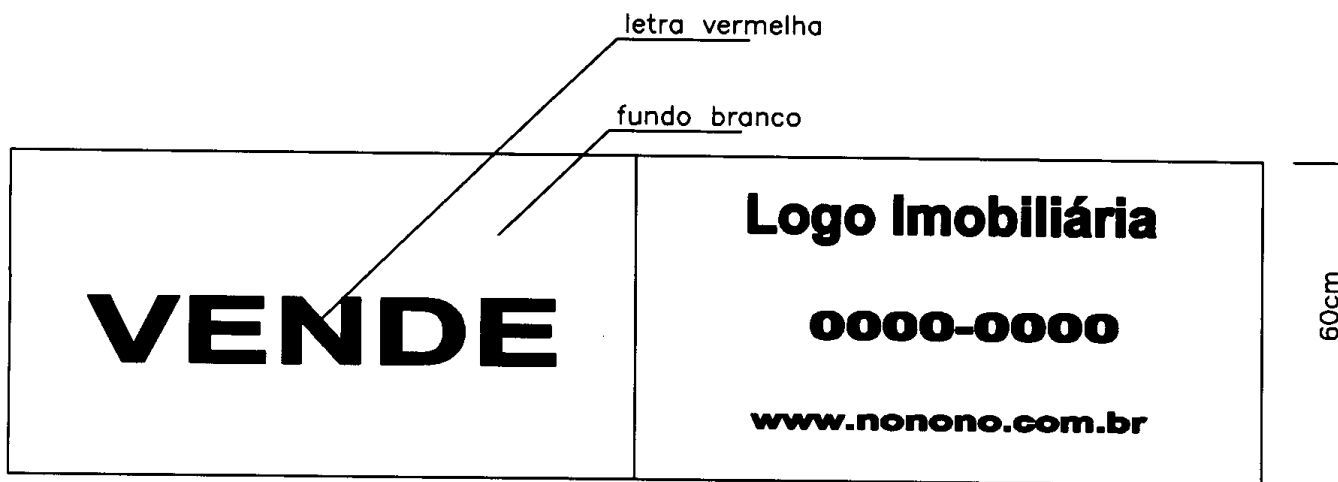 letra vermelha
fundo branco
VENDE
Logo Imobiliária
0000-0000
www.nonono.com.br
60cm